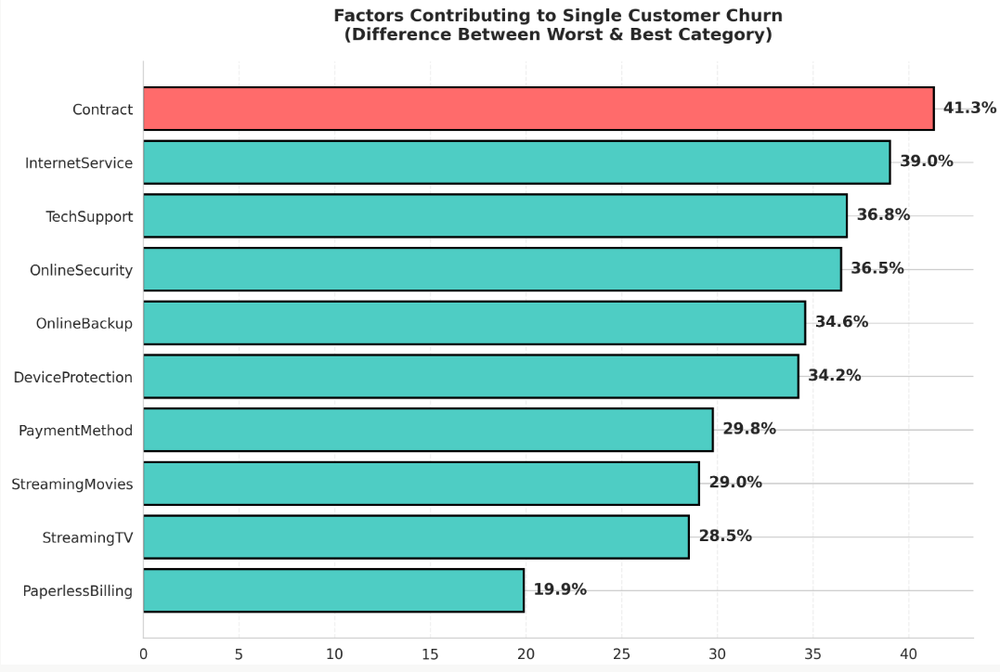 Factors Contributing to Single Customer Churn
(Difference Between Worst & Best Category)
Contract 41.3%
InternetService 39.0%
TechSupport 36.8%
OnlineSecurity 36.5%
OnlineBackup 34.6%
DeviceProtection 34.2%
PaymentMethod 29.8%
StreamingMovies 29.0%
StreamingTV 28.5%
PaperlessBilling 19.9%
0 5 10 15 20 25 30 35 40